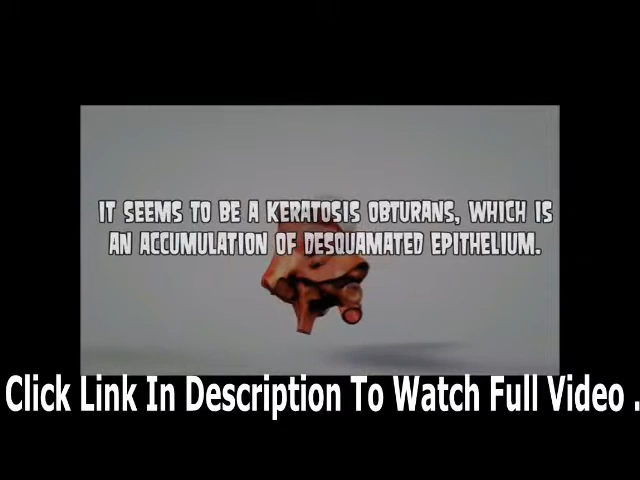 IT SEEMS TO BE A KERATOSIS OBTURANS, WHICH IS
AN ACCUMULATION OF DESQUAMATED EPITHELIUM.
Click Link In Description To Watch Full Video .